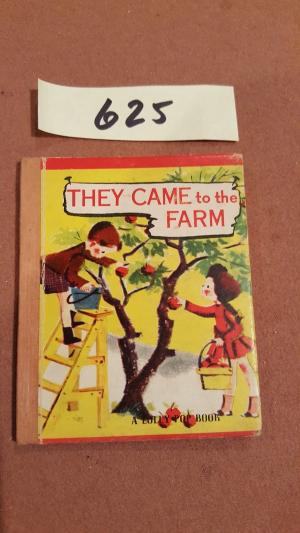 625
THEY CAME to the
FARM
A LOLLY POP BOOK